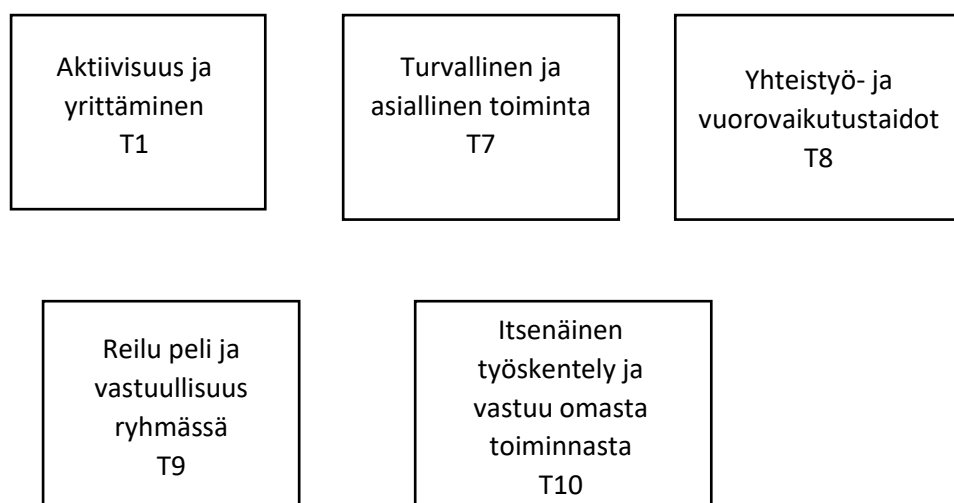 Aktiivisuus ja
yrittäminen
T1
Turvallinen ja
asiallinen toiminta
T7
Yhteistyö- ja
vuorovaikutustaidot
T8
Reilu peli ja
vastuullisuus
ryhmässä
T9
Itsenäinen
työskentely ja
vastuu omasta
toiminnasta
T10